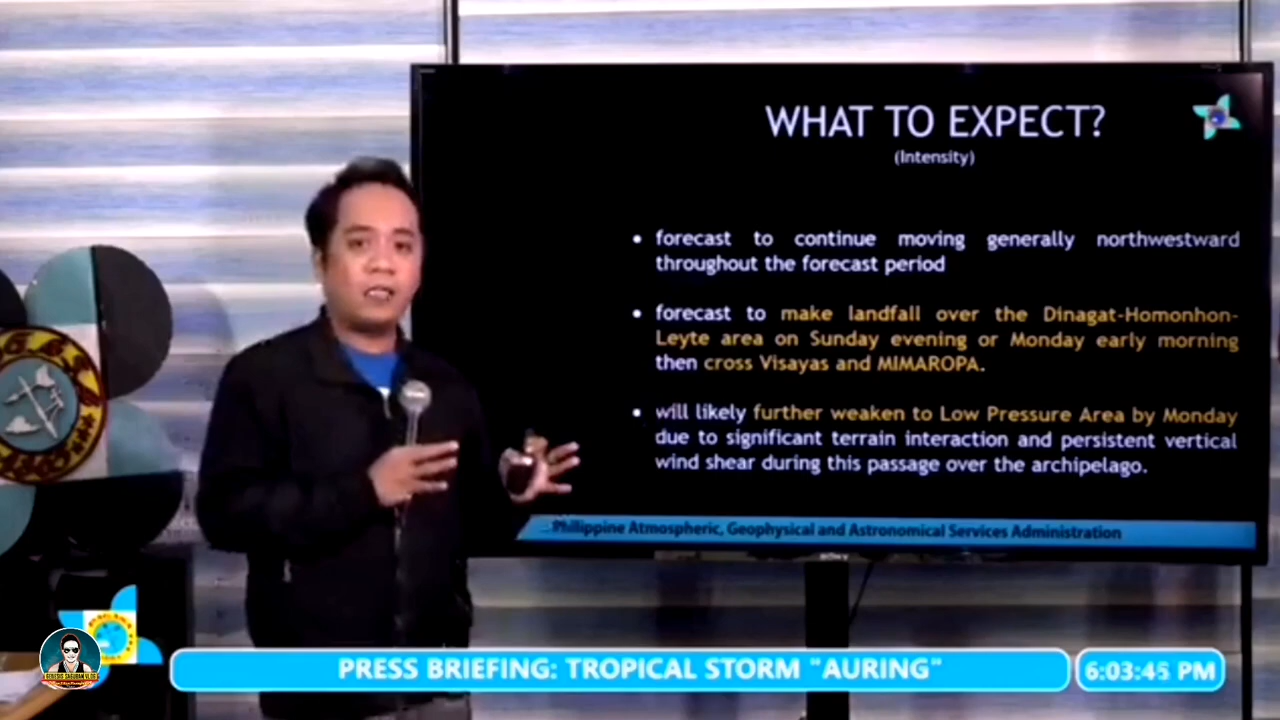 WHAT TO EXPECT?
(Intensity)
• forecast to continue moving generally northwestward
throughout the forecast period
• forecast to make landfall over the Dinagat-Homonhon-
Leyte area on Sunday evening or Monday early morning
then cross Visayas and MIMAROPA.
• will likely further weaken to Low Pressure Area by Monday
due to significant terrain interaction and persistent vertical
wind shear during this passage over the archipelago.
Philippine Atmospheric, Geophysical and Astronomical Services Administration
SONY
PRESS BRIEFING: TROPICAL STORM "AURING"
6:03:45 PM